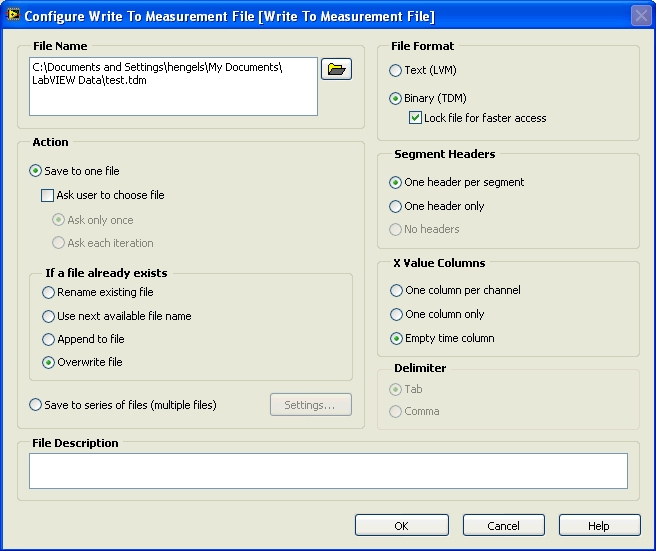 Configure Write To Measurement File [Write To Measurement File]
File Name
C:\Documents and Settings\hengels\My Documents\
LabVIEW Data\test.tdm
Action
Save to one file
Ask user to choose file
Ask only once
Ask each iteration
If a file already exists
Rename existing file
Use next available file name
Append to file
Overwrite file
Save to series of files (multiple files)
Settings...
File Format
Text (LVM)
Binary (TDM)
Lock file for faster access
Segment Headers
One header per segment
One header only
No headers
X Value Columns
One column per channel
One column only
Empty time column
Delimiter
Tab
Comma
File Description
OK
Cancel
Help